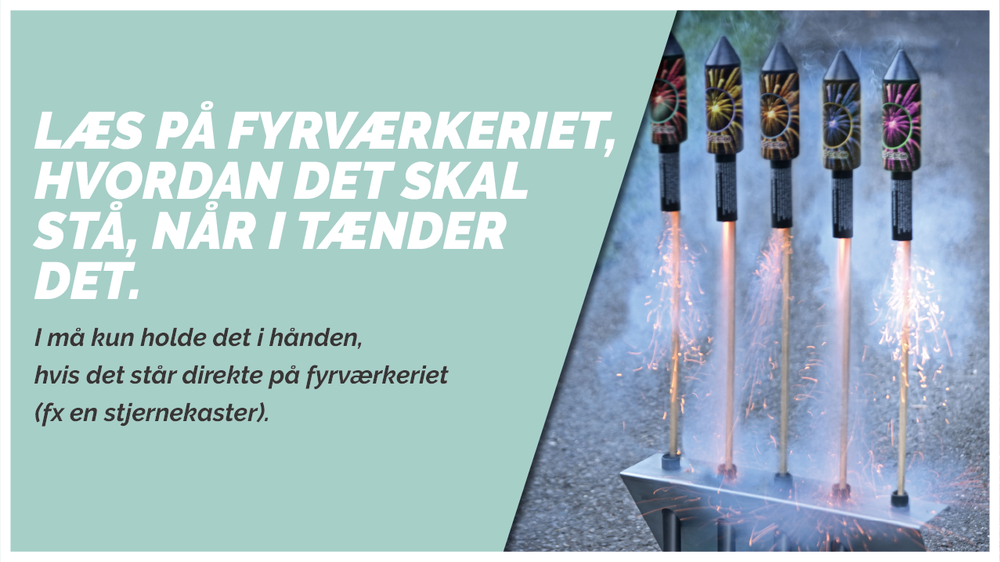 LÆS PÅ FYRVÆRKERIET,
HVORDAN DET SKAL
STÅ, NÅR I TÆNDER
DET.
I må kun holde det i hånden,
hvis det står direkte på fyrværkeriet
(fx en stjernekaster).